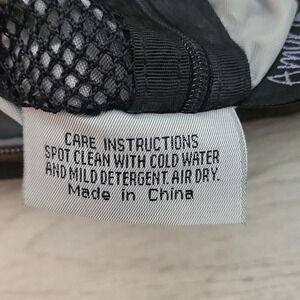 CARE INSTRUCTIONS
SPOT CLEAN WITH COLD WATER
AND MILD DETERGENT. AIR DRY.
Made in China